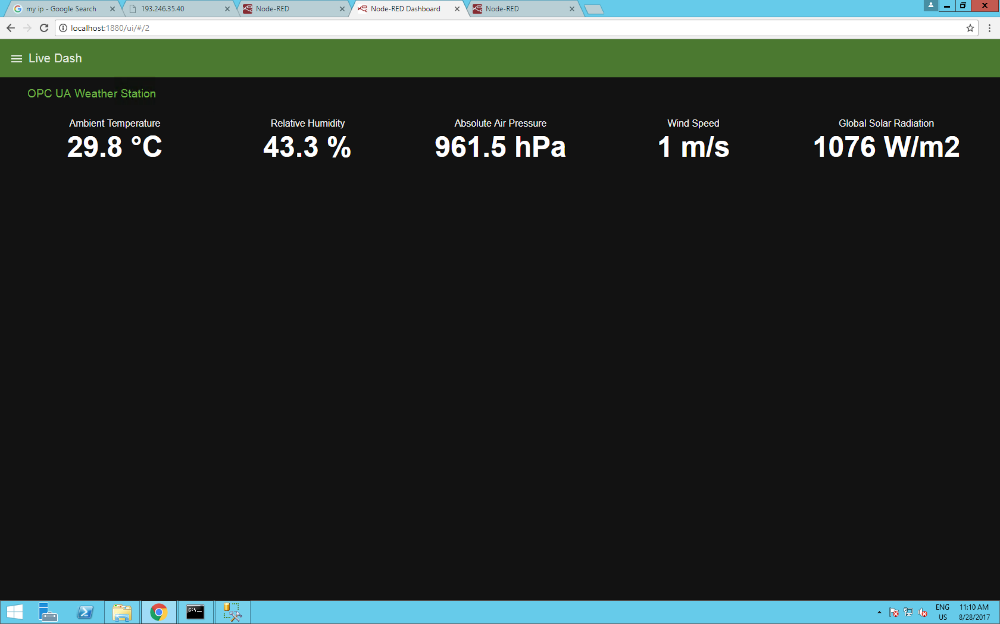 my ip - Google Search
193.246.35.40
Node-RED
Node-RED Dashboard
Node-RED
localhost:1880/ui/#/2
Live Dash
OPC UA Weather Station
Ambient Temperature
29.8 °C
Relative Humidity
43.3 %
Absolute Air Pressure
961.5 hPa
Wind Speed
1 m/s
Global Solar Radiation
1076 W/m2
C:\_
ENG
US
11:10 AM
8/28/2017